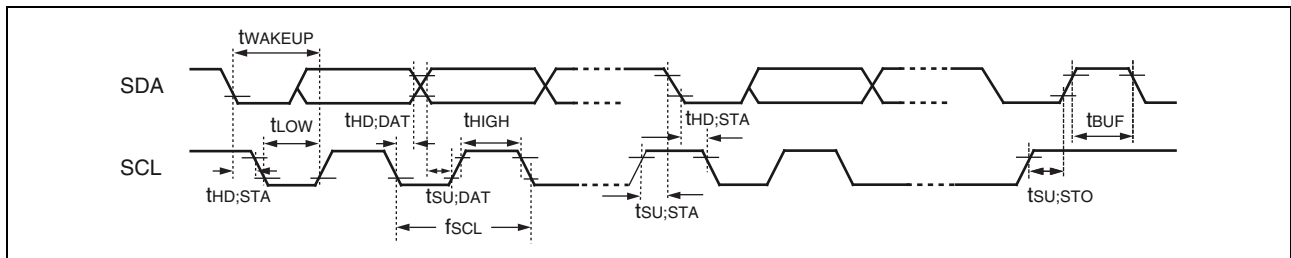 tWAKEUP
SDA
tLOW
tHD;DAT
tHIGH
tHD;STA
tBUF
SCL
tHD;STA
tSU;DAT
tSU;STA
tSU;STO
fSCL